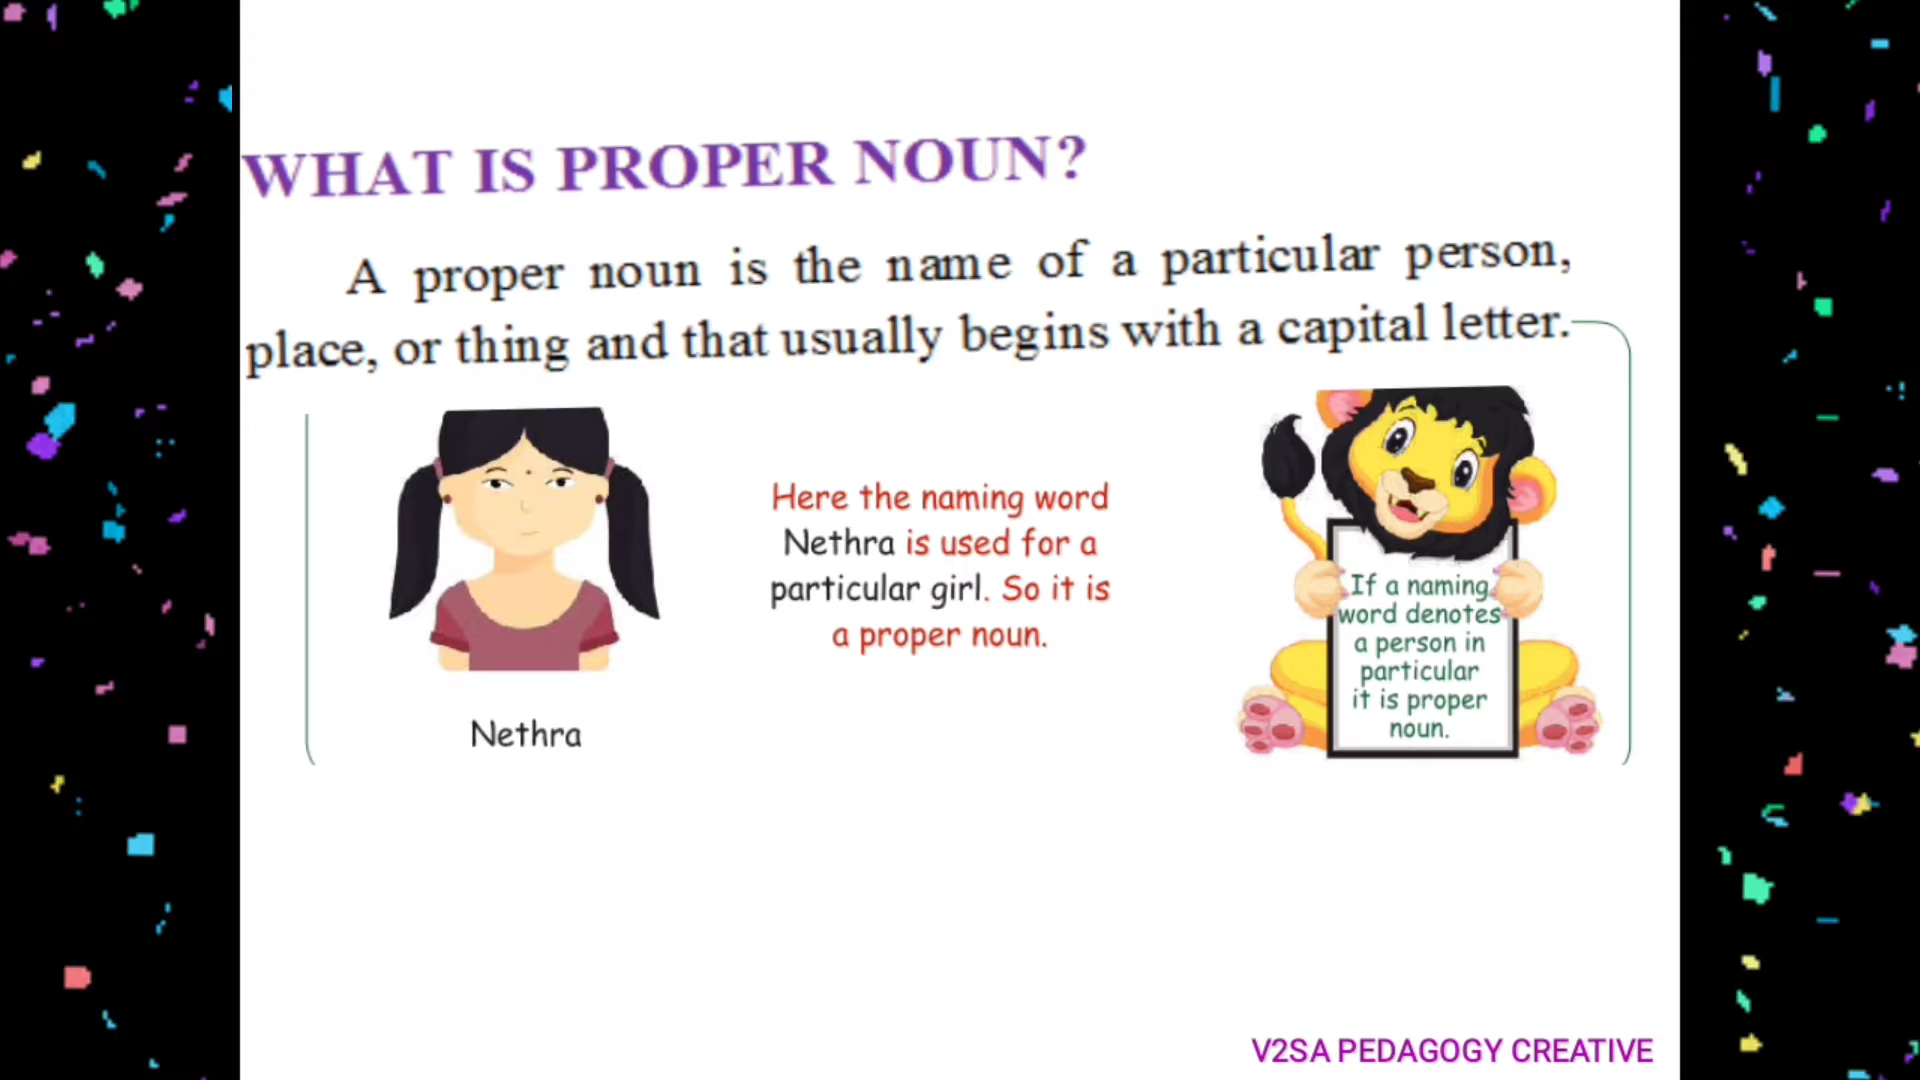 WHAT IS PROPER NOUN?
A proper noun is the name of a particular person,
place, or thing and that usually begins with a capital letter.
Here the naming word
Nethra is used for a
particular girl. So it is
a proper noun.
Nethra
If a naming
word denotes
a person in
particular
it is proper
noun.
V2SA PEDAGOGY CREATIVE